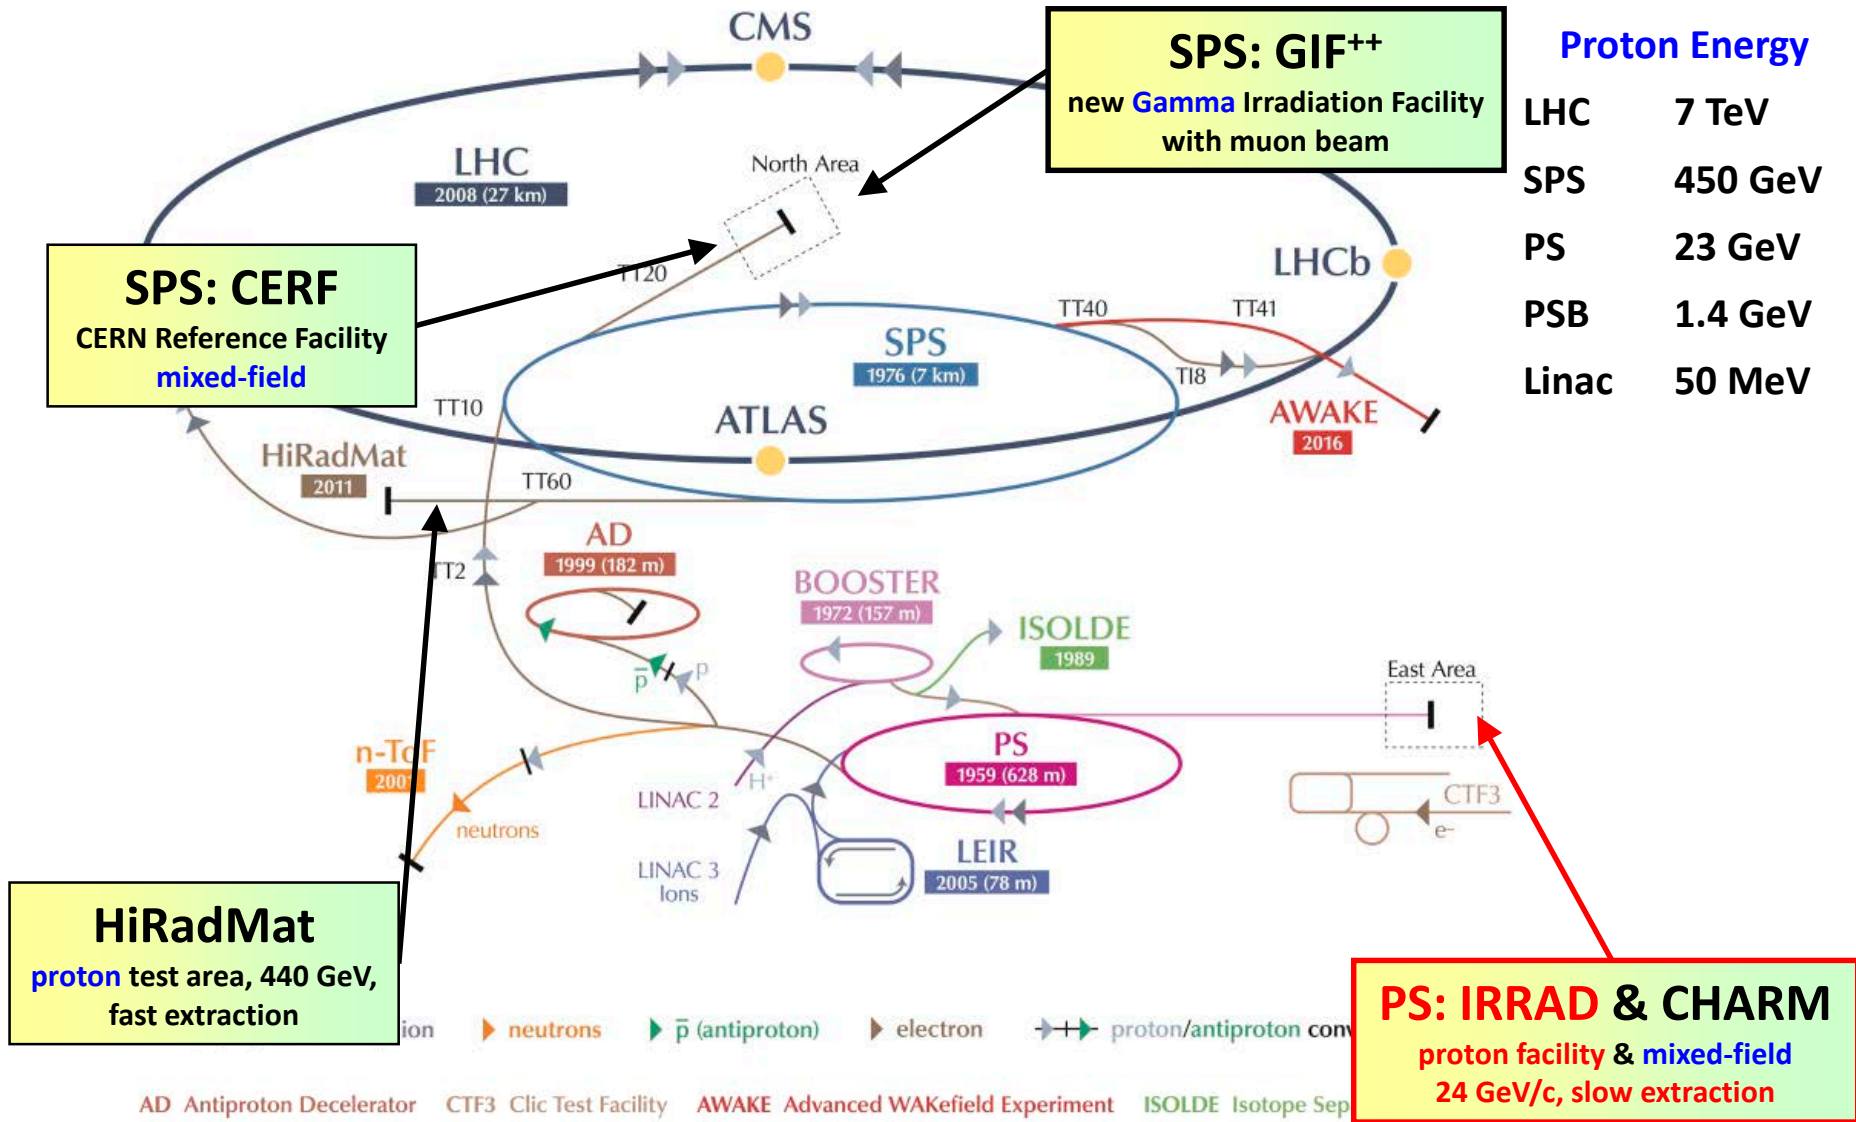 CMS
SPS: GIF++
new Gamma Irradiation Facility
with muon beam
Proton Energy
LHC 7 TeV
SPS 450 GeV
PS 23 GeV
PSB 1.4 GeV
Linac 50 MeV
LHC
2008 (27 km)
North Area
LHCb
SPS: CERF
CERN Reference Facility
mixed-field
TT20
TT40
TT41
SPS
1976 (7 km)
TI8
TT10
ATLAS
AWAKE
2016
HiRadMat
2011
TT60
TT2
AD
1999 (182 m)
BOOSTER
1972 (157 m)
ISOLDE
1989
p̅
p
East Area
n-ToF
PS
1959 (628 m)
H+
LINAC 2
neutrons
CTF3
e-
LINAC 3
Ions
LEIR
2005 (78 m)
HiRadMat
proton test area, 440 GeV,
fast extraction
PS: IRRAD & CHARM
proton facility & mixed-field
24 GeV/c, slow extraction
neutrons p̅ (antiproton) electron proton/antiproton
AD Antiproton Decelerator CTF3 Clic Test Facility AWAKE Advanced WAKefield Experiment ISOLDE Isotope